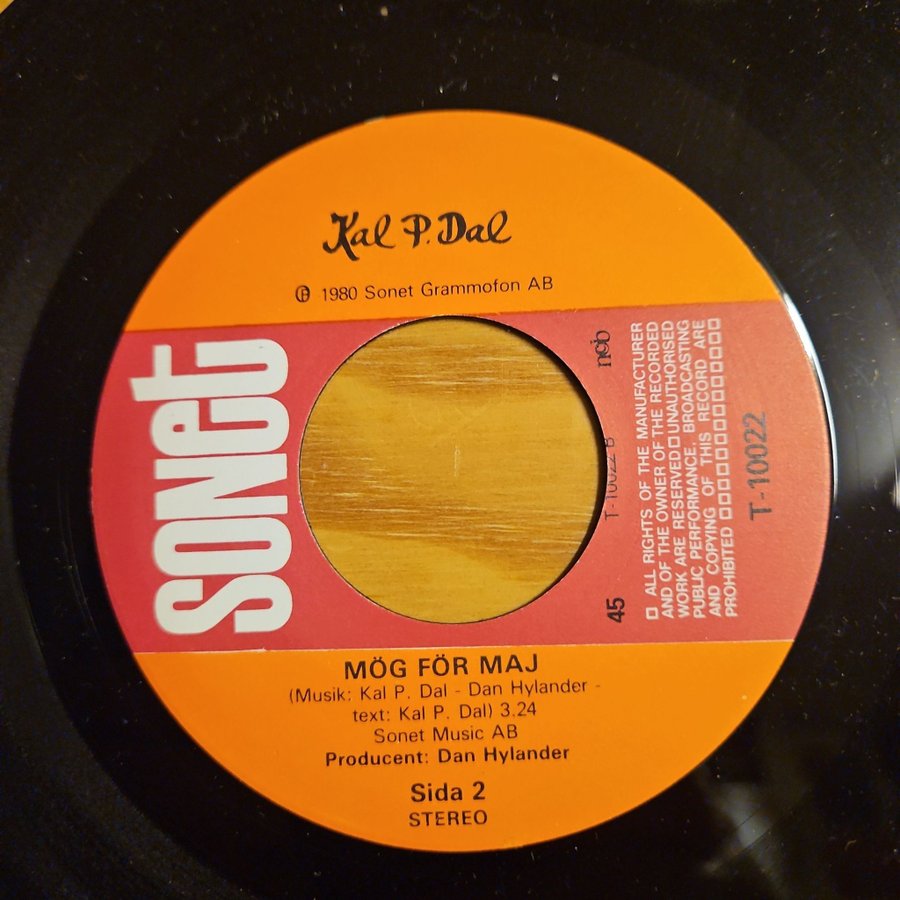 Kal P. Dal
℗ 1980 Sonet Grammofon AB
sonet
T-10022 B
ncb
45
□ ALL RIGHTS OF THE MANUFACTURER
AND OF THE OWNER OF THE RECORDED
WORK ARE RESERVED □ UNAUTHORISED
PUBLIC PERFORMANCE, BROADCASTING
AND COPYING OF THIS RECORD ARE
PROHIBITED □□□□□□□□□□□□
T-10022
MÖG FÖR MAJ
(Musik: Kal P. Dal - Dan Hylander -
text: Kal P. Dal) 3.24
Sonet Music AB
Producent: Dan Hylander
Sida 2
STEREO